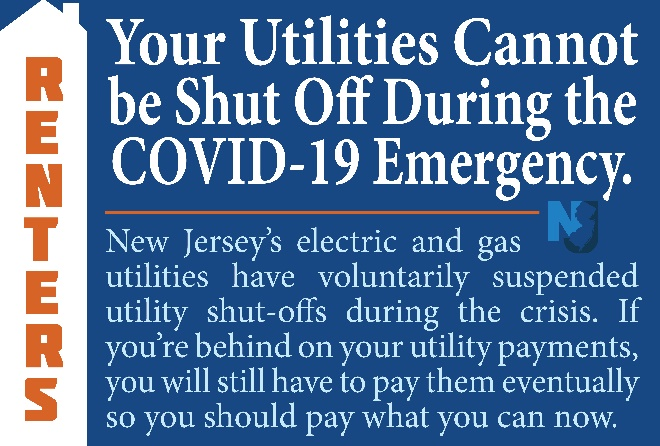 RENTERS
Your Utilities Cannot
be Shut Off During the
COVID-19 Emergency.
NJ
New Jersey's electric and gas
utilities have voluntarily suspended
utility shut-offs during the crisis. If
you're behind on your utility payments,
you will still have to pay them eventually
so you should pay what you can now.